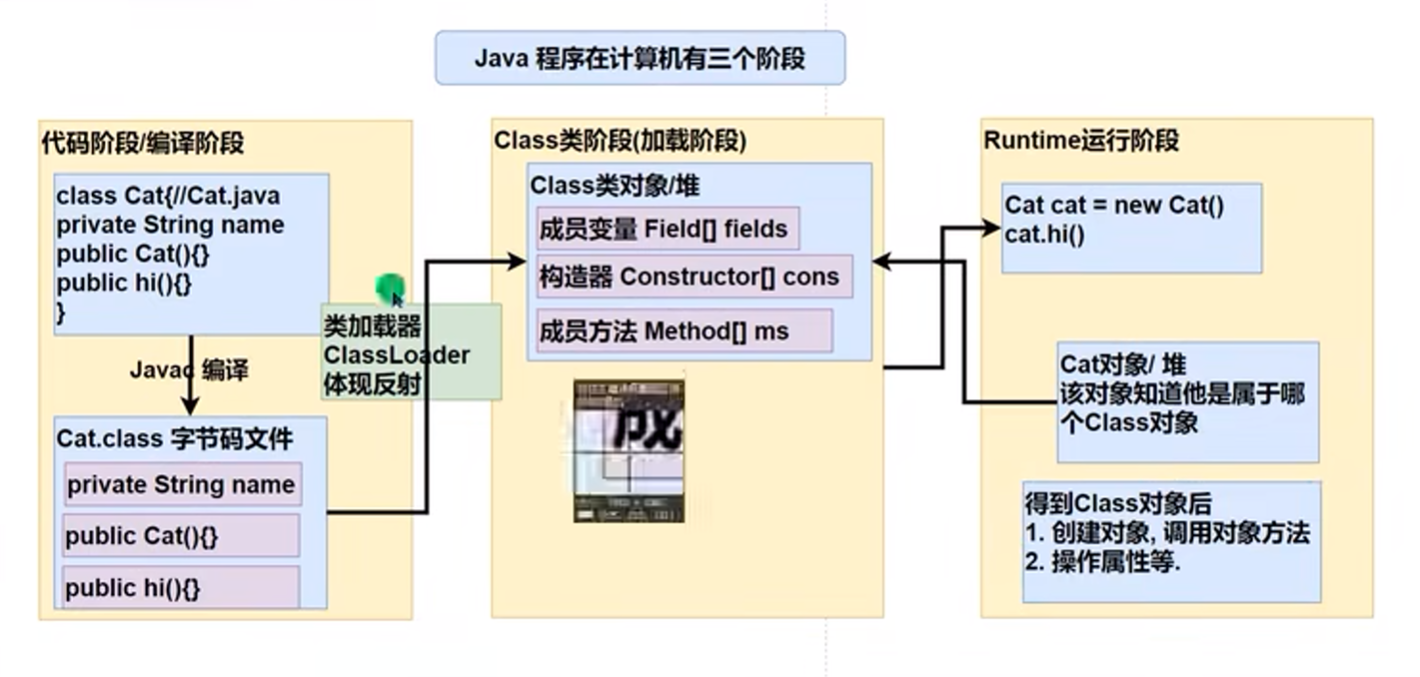 Java 程序在计算机有三个阶段
代码阶段/编译阶段
class Cat{//Cat.java
private String name
public Cat(){}
public hi(){}
}
Javac 编译
Cat.class 字节码文件
private String name
public Cat(){}
public hi(){}
类加载器
ClassLoader
体现反射
Class类阶段(加载阶段)
Class类对象/堆
成员变量 Field[] fields
构造器 Constructor[] cons
成员方法 Method[] ms
成
Runtime运行阶段
Cat cat = new Cat()
cat.hi()
Cat对象/ 堆
该对象知道他是属于哪
个Class对象
得到Class对象后
1. 创建对象, 调用对象方法
2. 操作属性等.